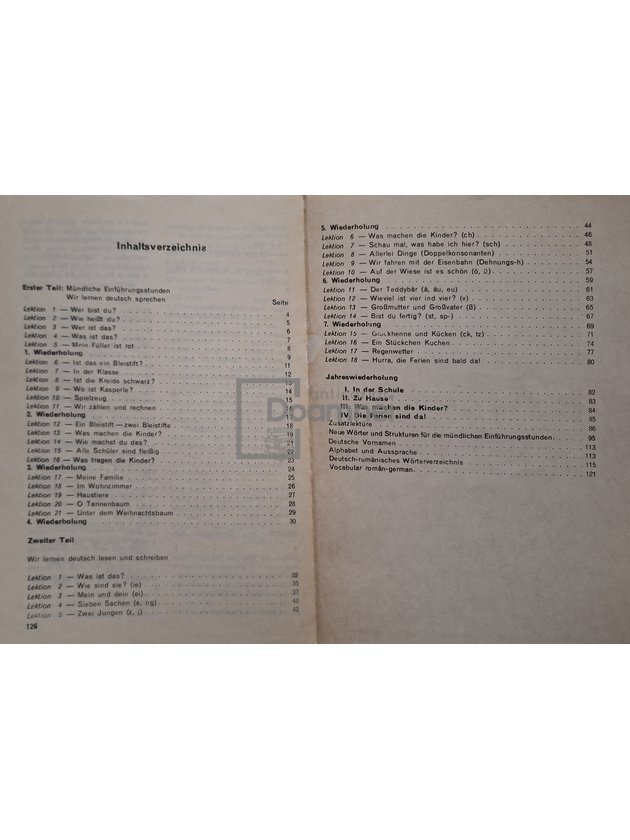 Inhaltsverzeichnis
Erster Teil: Mündliche Einführungsstunden
Wir lernen deutsch sprechen
Seite
Lektion 1 — Wer bist du? 4
Lektion 2 — Wie heißt du? 5
Lektion 3 — Wer ist das? 6
Lektion 4 — Was ist das? 7
Lektion 5 — Mein Füller ist rot 8
1. Wiederholung 9
Lektion 6 — Ist das ein Bleistift? 11
Lektion 7 — In der Klasse 12
Lektion 8 — Ist die Kreide schwarz? 13
Lektion 9 — Wo ist Kasperle? 14
Lektion 10 — Spielzeug
Lektion 11 — Wir zählen und rechnen
2. Wiederholung 17
Lektion 12 — Ein Bleistift — zwei Bleistifte 18
Lektion 13 — Was machen die Kinder? 19
Lektion 14 — Wie machst du das? 21
Lektion 15 — Alle Schüler sind fleißig 22
Lektion 16 — Was tragen die Kinder? 23
3. Wiederholung 24
Lektion 17 — Meine Familie 25
Lektion 18 — Im Wohnzimmer 26
Lektion 19 — Haustiere 27
Lektion 20 — O Tannenbaum 28
Lektion 21 — Unter dem Weihnachtsbaum 29
4. Wiederholung 30
Zweiter Teil
Wir lernen deutsch lesen und schreiben
Lektion 1 — Was ist das? 32
Lektion 2 — Wie sind sie? (ie) 35
Lektion 3 — Mein und dein (ei) 37
Lektion 4 — Sieben Sachen (s, ng) 40
Lektion 5 — Zwei Jungen (z, j) 42
126
5. Wiederholung 44
Lektion 6 — Was machen die Kinder? (ch) 46
Lektion 7 — Schau mal, was habe ich hier? (sch) 48
Lektion 8 — Allerlei Dinge (Doppelkonsonanten) 51
Lektion 9 — Wir fahren mit der Eisenbahn (Dehnungs-h) 54
Lektion 10 — Auf der Wiese ist es schön (ö, ü) 57
6. Wiederholung 59
Lektion 11 — Der Teddybär (ä, äu, eu) 61
Lektion 12 — Wieviel ist vier ind vier? (v) 63
Lektion 13 — Großmutter und Großvater (ß) 65
Lektion 14 — Bist du fertig? (st, sp-) 67
7. Wiederholung 69
Lektion 15 — Gluckhenne und Kücken (ck, tz) 71
Lektion 16 — Ein Stückchen Kuchen 74
Lektion 17 — Regenwetter 77
Lektion 18 — Hurra, die Ferien sind bald da! 80
Jahreswiederholung
I. In der Schule 82
II. Zu Hause 83
III. Was machen die Kinder? 84
IV. Die Ferien sind da! 85
Zusatzlektüre 86
Neue Wörter und Strukturen für die mündlichen Einführungsstunden 95
Deutsche Vornamen 113
Alphabet und Aussprache 113
Deutsch-rumänisches Wörterverzeichnis 115
Vocabular român-german 121